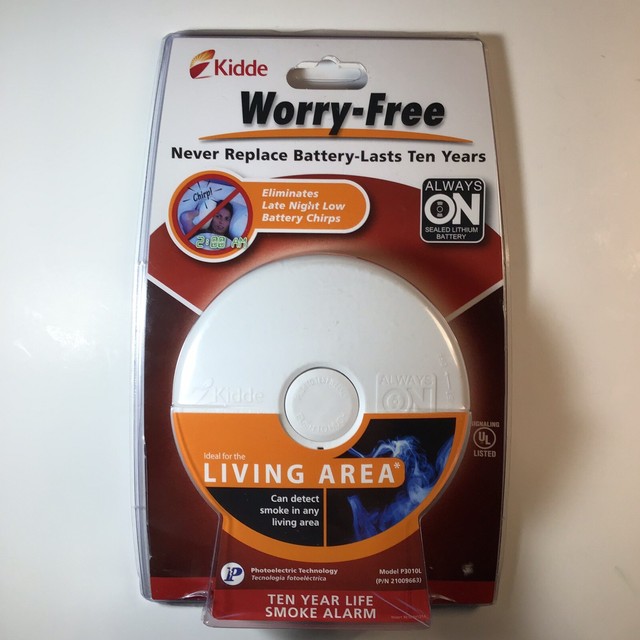 Kidde
Worry-Free
Never Replace Battery-Lasts Ten Years
Chirp!
Eliminates
Late Night Low
Battery Chirps
ALWAYS
ON
SEALED LITHIUM
BATTERY
Kidde
ALWAYS
ON
SIGNALING
UL
LISTED
Ideal for the
LIVING AREA*
Can detect
smoke in any
living area
Photoelectric Technology
Tecnología fotoeléctrica
Model P3010L
(P/N 21009663)
TEN YEAR LIFE
SMOKE ALARM